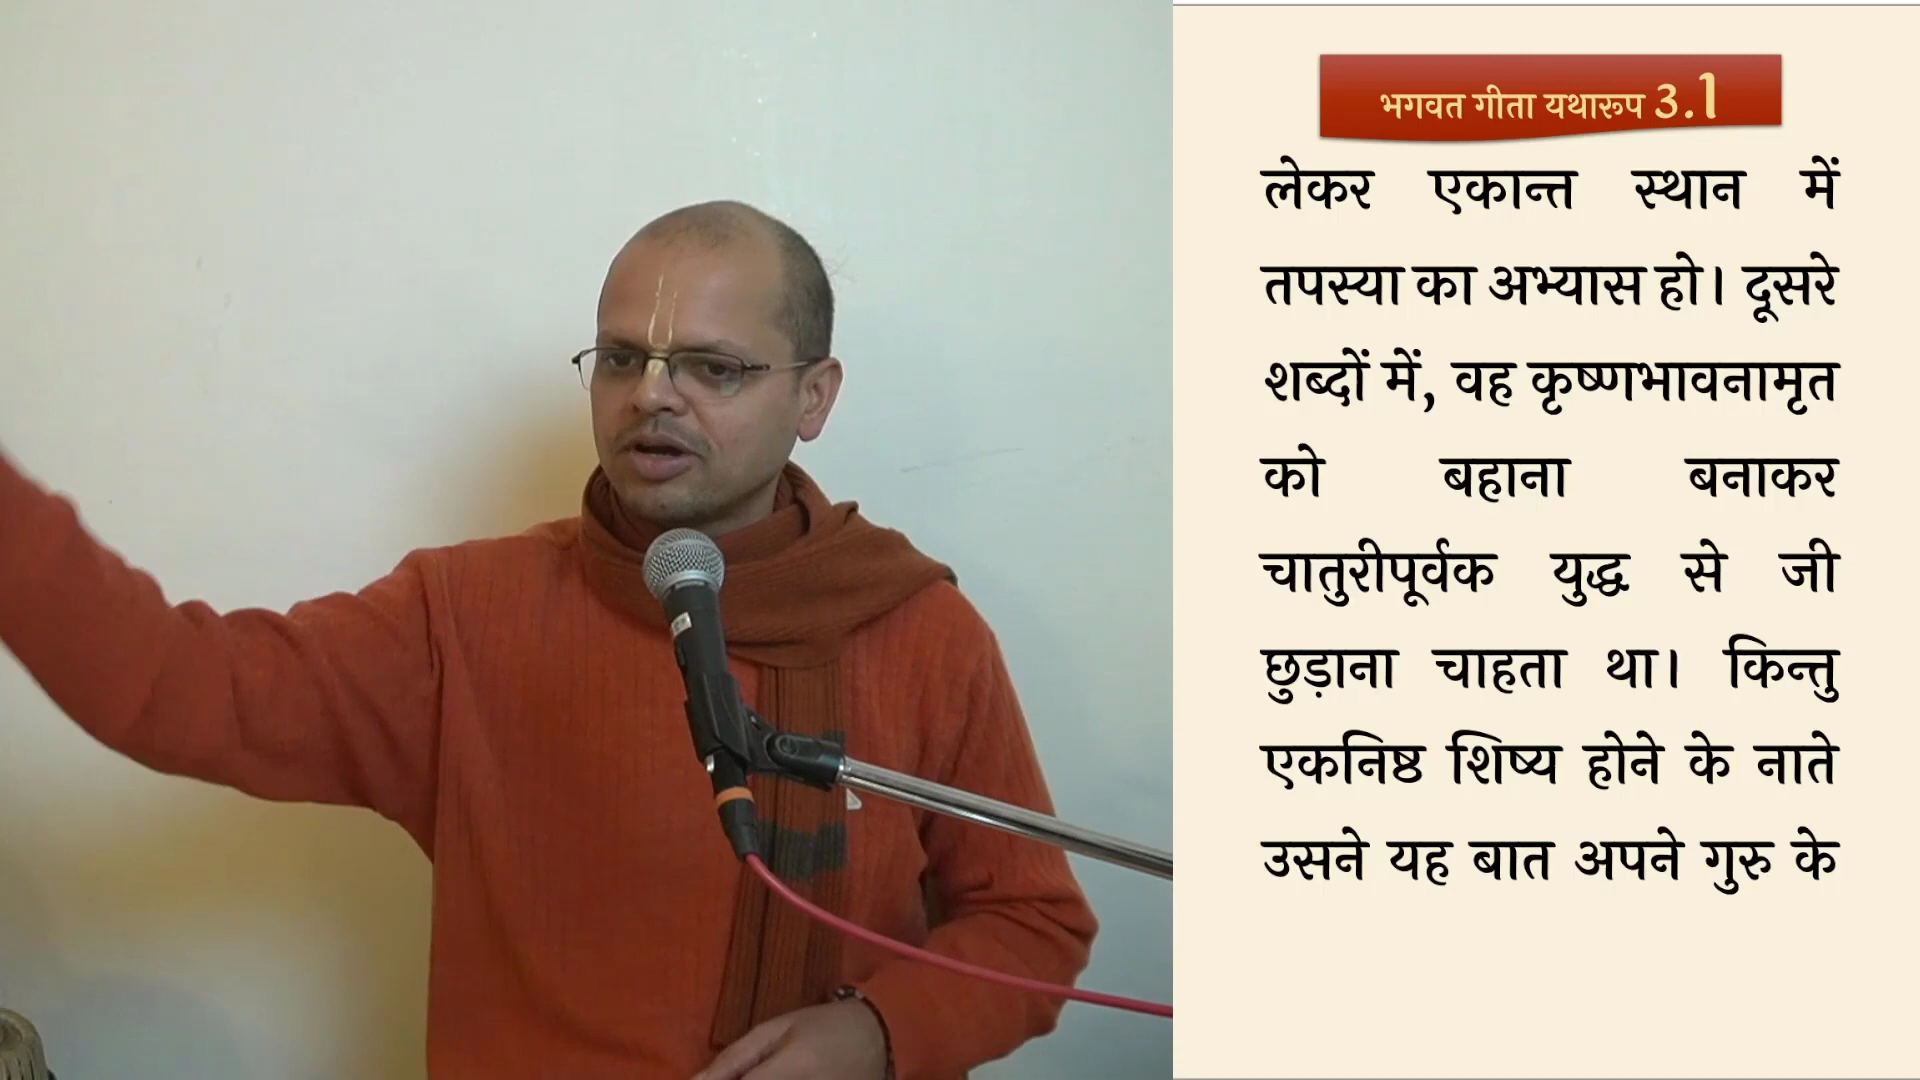 भगवत गीता यथारूप 3.1
लेकर एकान्त स्थान में
तपस्या का अभ्यास हो। दूसरे
शब्दों में, वह कृष्णभावनामृत
को बहाना बनाकर
चातुरीपूर्वक युद्ध से जी
छुड़ाना चाहता था। किन्तु
एकनिष्ठ शिष्य होने के नाते
उसने यह बात अपने गुरु के